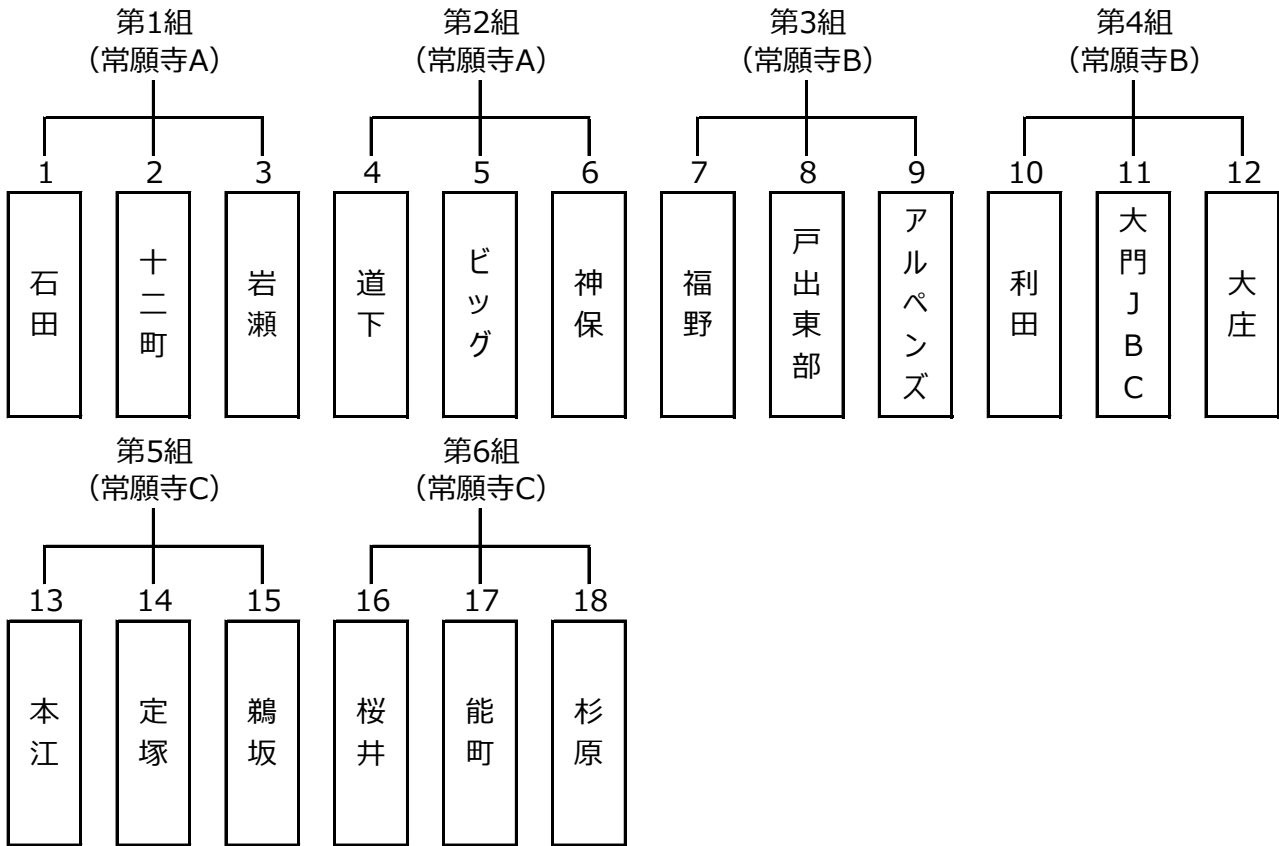 第1組
（常願寺A）
第2組
（常願寺A）
第3組
（常願寺B）
第4組
（常願寺B）
1
2
3
4
5
6
7
8
9
10
11
12
石田
十二町
岩瀬
道下
ビッグ
神保
福野
戸出東部
アルペンズ
利田
大門JBC
大庄
第5組
（常願寺C）
第6組
（常願寺C）
13
14
15
16
17
18
本江
定塚
鵜坂
桜井
能町
杉原